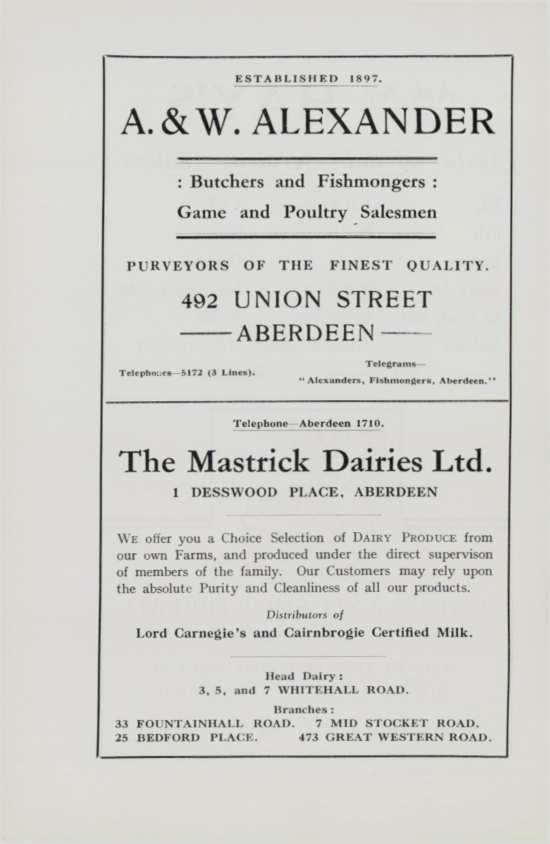 ESTABLISHED 1897.
A. & W. ALEXANDER
: Butchers and Fishmongers :
Game and Poultry Salesmen
PURVEYORS OF THE FINEST QUALITY.
492 UNION STREET
—— ABERDEEN ——
Telephones—5172 (3 Lines).
Telegrams—
"Alexanders, Fishmongers, Aberdeen."
Telephone—Aberdeen 1710.
The Mastrick Dairies Ltd.
1 DESSWOOD PLACE, ABERDEEN
WE offer you a Choice Selection of DAIRY PRODUCE from
our own Farms, and produced under the direct supervison
of members of the family. Our Customers may rely upon
the absolute Purity and Cleanliness of all our products.
Distributors of
Lord Carnegie's and Cairnbrogie Certified Milk.
Head Dairy :
3, 5, and 7 WHITEHALL ROAD.
Branches :
33 FOUNTAINHALL ROAD. 7 MID STOCKET ROAD.
25 BEDFORD PLACE. 473 GREAT WESTERN ROAD.